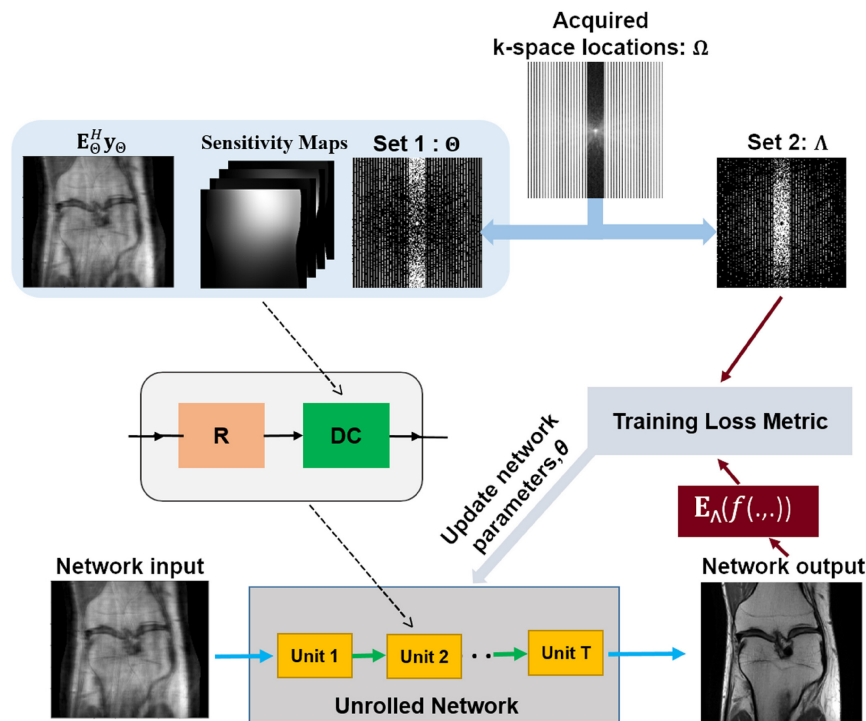 Acquired
k-space locations: Ω
E_Θ^H y_Θ
Sensitivity Maps
Set 1 : Θ
Set 2: Λ
R
DC
Training Loss Metric
Update network
parameters, θ
E_Λ(f(.,.))
Network input
Network output
Unit 1
Unit 2
. .
Unit T
Unrolled Network